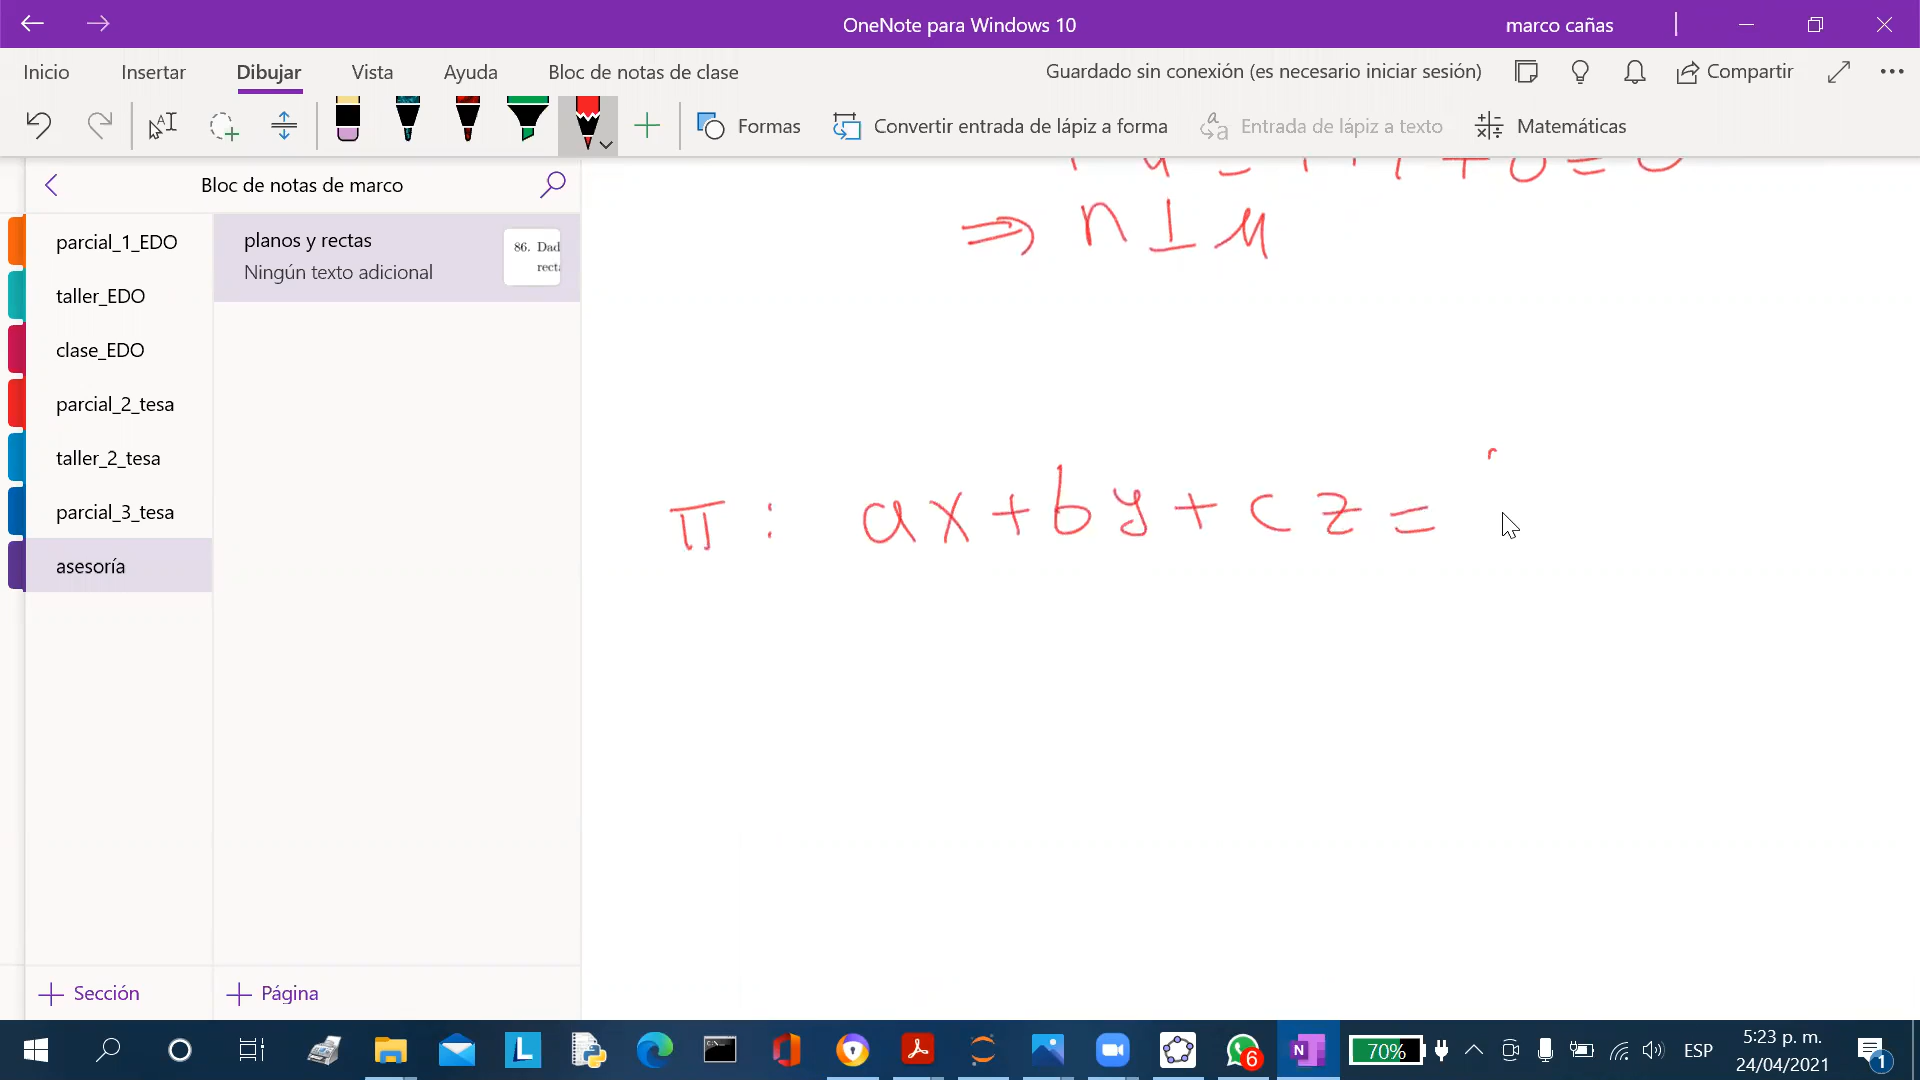 OneNote para Windows 10
marco cañas
Inicio
Insertar
Dibujar
Vista
Ayuda
Bloc de notas de clase
Guardado sin conexión (es necesario iniciar sesión)
Compartir
Formas
Convertir entrada de lápiz a forma
Entrada de lápiz a texto
Matemáticas
Bloc de notas de marco
parcial_1_EDO
taller_EDO
clase_EDO
parcial_2_tesa
taller_2_tesa
parcial_3_tesa
asesoría
planos y rectas
Ningún texto adicional
86. Dad
rect
⇒ n ⊥ u
π : ax + by + cz =
Sección
Página
70%
6
ESP
5:23 p. m.
24/04/2021
1